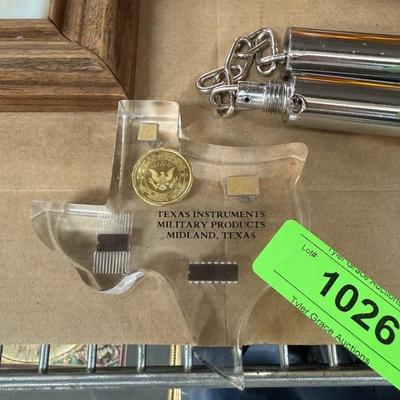 TEXAS INSTRUMENTS
MILITARY PRODUCTS
MIDLAND, TEXAS
Tyler Grace Auctions
Lot#:
1026
Tyler Grace Auctions